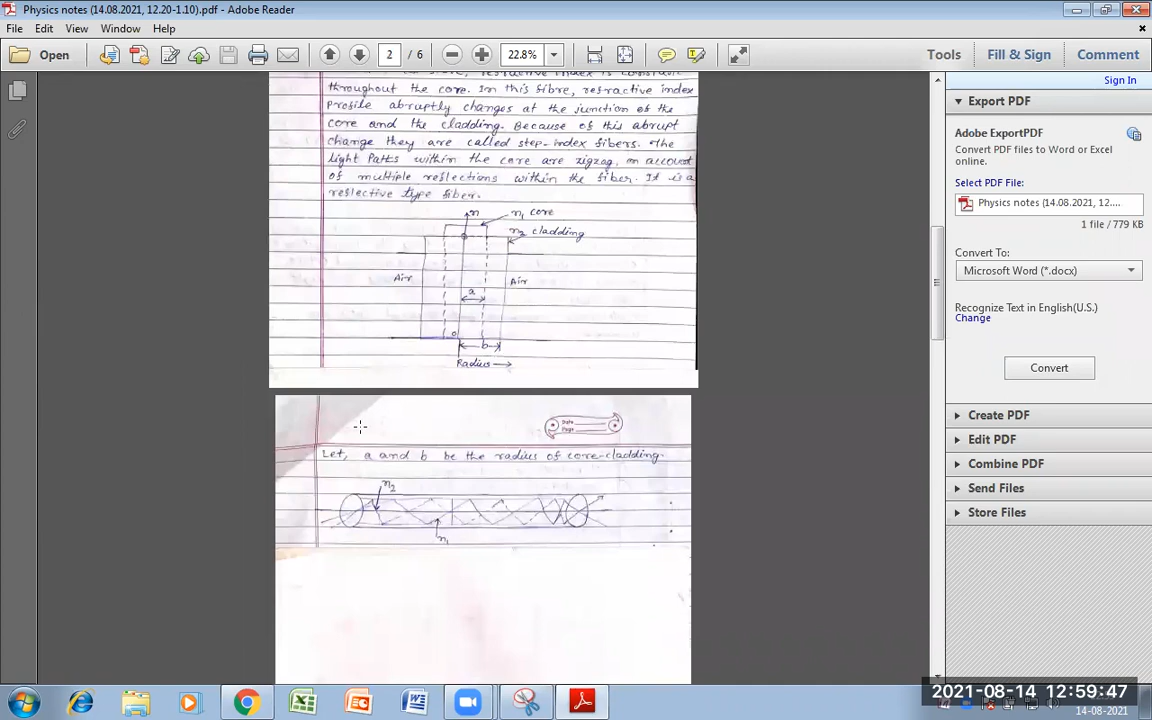 Physics notes (14.08.2021, 12.20-1.10).pdf - Adobe Reader
File Edit View Window Help
Open 2 / 6 22.8% Tools Fill & Sign Comment
Sign In
Export PDF
Adobe ExportPDF
Convert PDF files to Word or Excel online.
Select PDF File:
Physics notes (14.08.2021, 12....
1 file / 779 KB
Convert To:
Microsoft Word (*.docx)
Recognize Text in English(U.S.)
Change
Convert
Create PDF
Edit PDF
Combine PDF
Send Files
Store Files
refractive index is
throughout the core. In this fibre, refractive index
Profile abruptly changes at the junction of the
core and the cladding. Because of this abrupt
change they are called step-index fibers. The
light Paths within the core are zigzag, on account
of multiple reflections within the fiber. It is a
reflective type fiber.
n
n₁ core
n₂ cladding
Air
Air
a
o
b
Radius
Date
Page
Let, a and b be the radius of core-cladding.
n₂
n₁
2021-08-14 12:59:47
14-08-2021